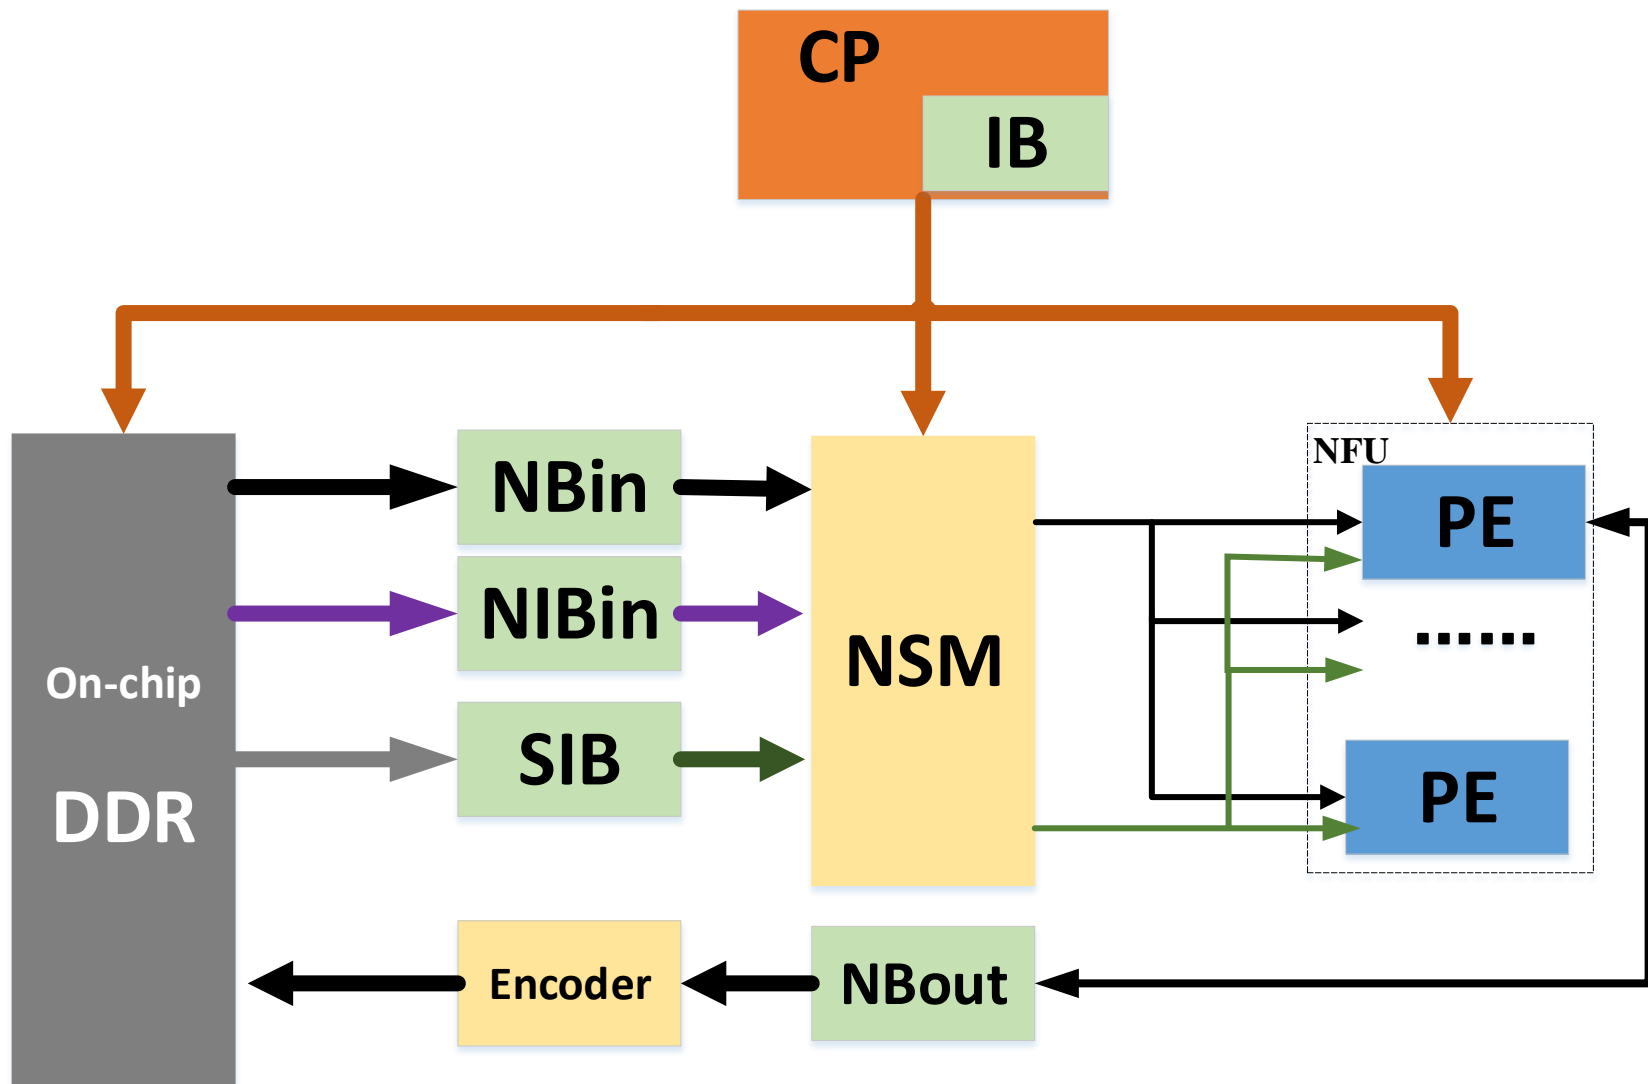 CP
IB
NBin
NFU
PE
NIBin
......
On-chip
NSM
DDR
SIB
PE
Encoder
NBout